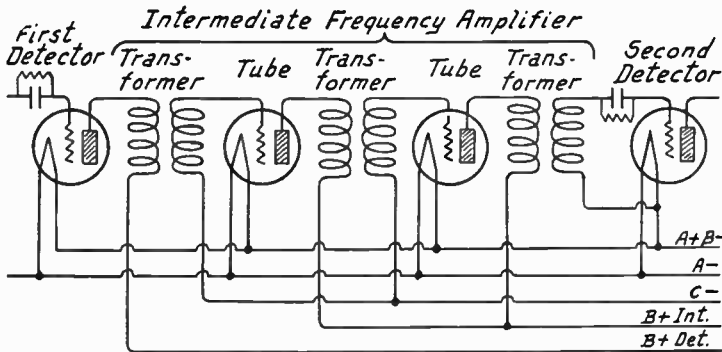 Intermediate Frequency Amplifier
First
Detector
Trans-
former
Tube
Trans-
former
Tube
Trans-
former
Second
Detector
A+B-
A-
C-
B+ Int.
B+ Det.